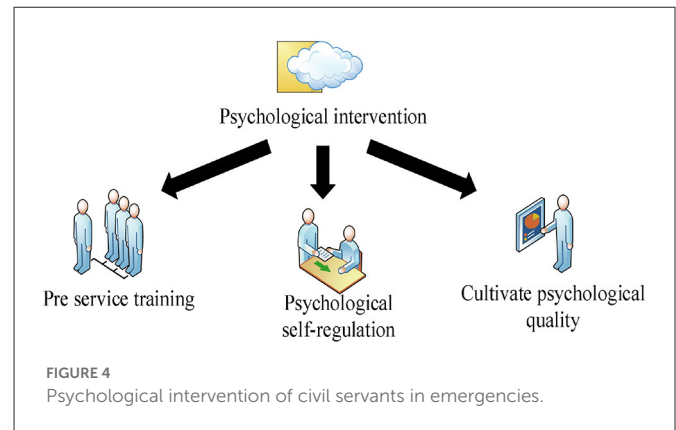 Psychological intervention
Pre service training
Psychological
self-regulation
Cultivate psychological
quality
FIGURE 4
Psychological intervention of civil servants in emergencies.